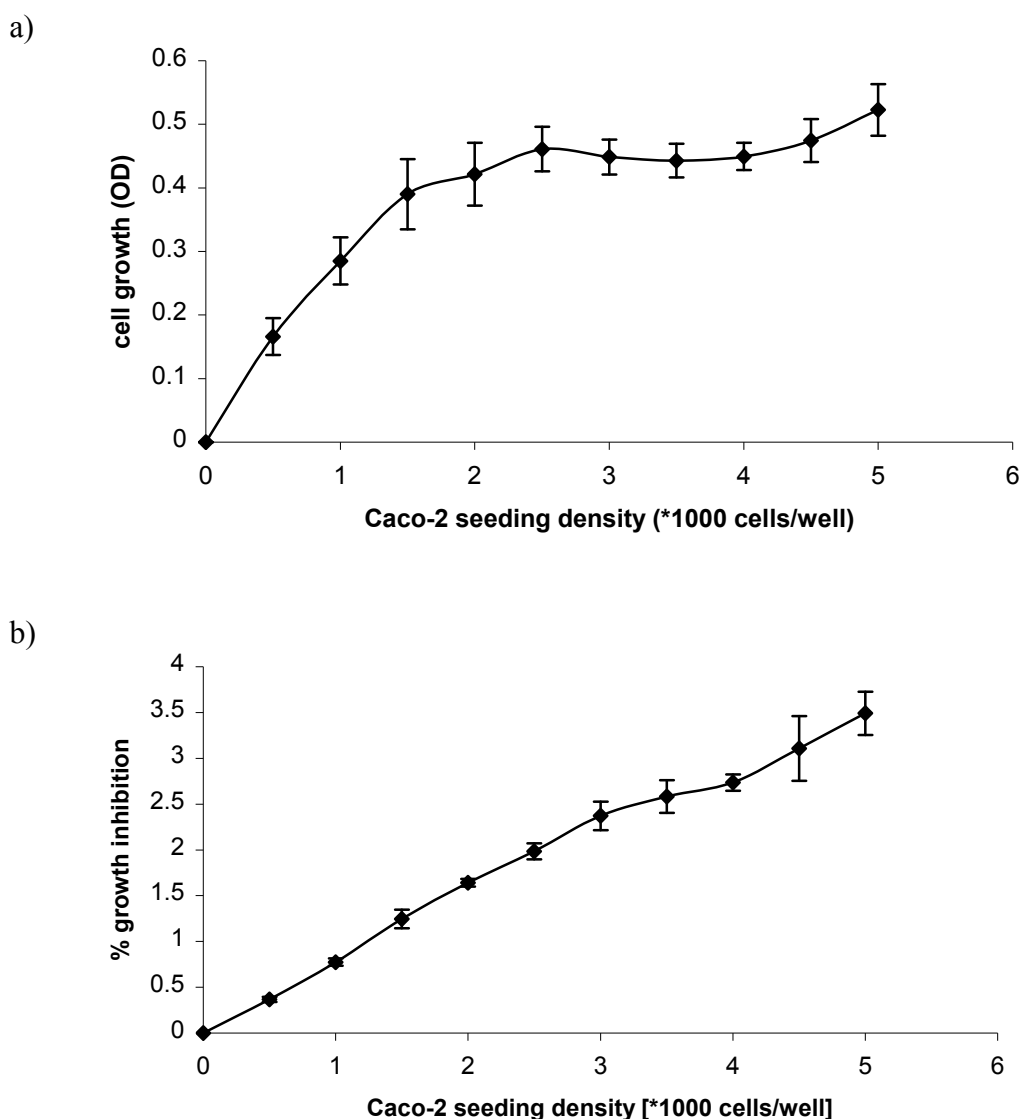 a)
0.6
0.5
0.4
0.3
0.2
0.1
0
cell growth (OD)
0 1 2 3 4 5 6
Caco-2 seeding density (*1000 cells/well)
b)
4
3.5
3
2.5
2
1.5
1
0.5
0
% growth inhibition
0 1 2 3 4 5 6
Caco-2 seeding density [*1000 cells/well]